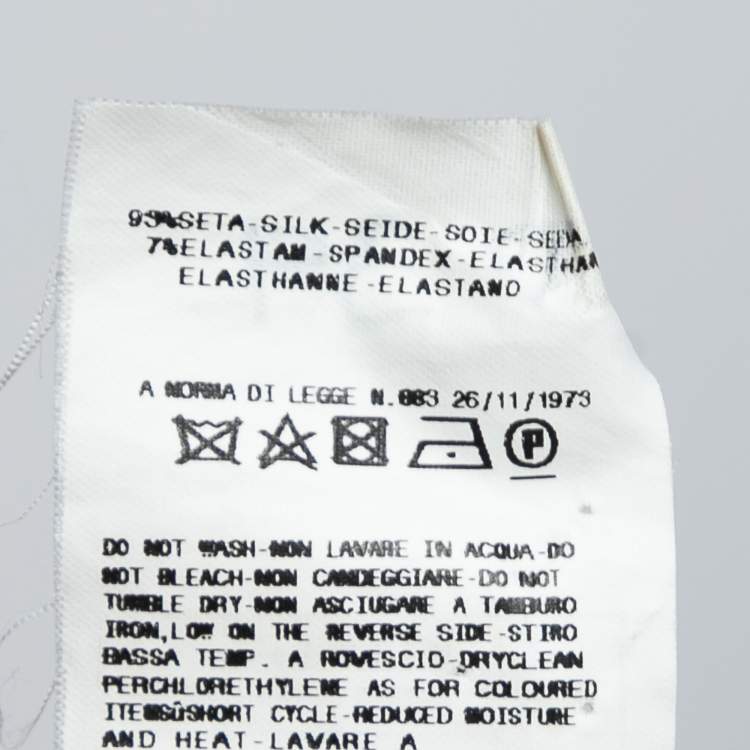 93%SETA-SILK-SEIDE-SOIE-SEDA
7%ELASTAM-SPANDEX-ELASTHAN
ELASTHANNE-ELASTANO
A NORMA DI LEGGE N.883 26/11/1973
P
DO NOT WASH-NON LAVARE IN ACQUA-DO
NOT BLEACH-NON CANDEGGIARE-DO NOT
TUMBLE DRY-NON ASCIUGARE A TAMBURO
IRON,LOW ON THE REVERSE SIDE-STIRO
BASSA TEMP. A ROVESCIO-DRYCLEAN
PERCHLORETHYLENE AS FOR COLOURED
SHORT CYCLE-REDUCED MOISTURE
AND HEAT-LAVARE A